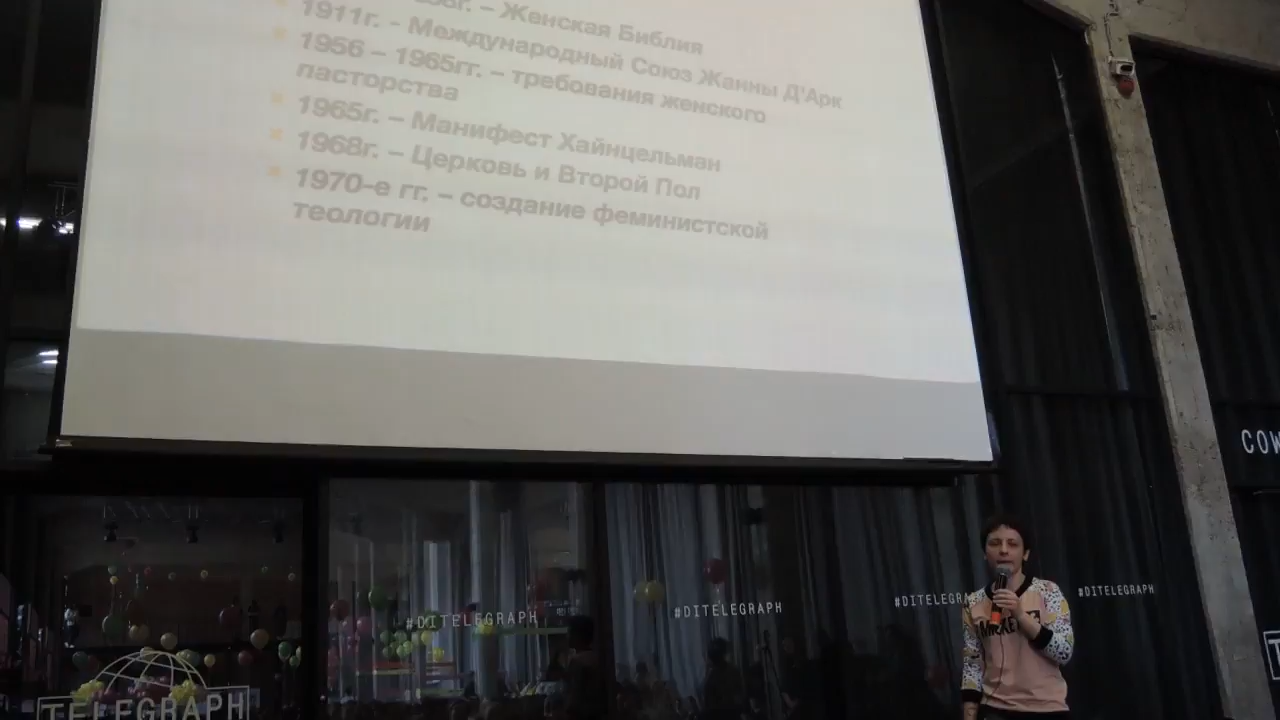 – Женская Библия
1911г. - Международный Союз Жанны Д'Арк
1956 – 1965гг. – требования женского
пасторства
1965г. – Манифест Хайнцельман
1968г. – Церковь и Второй Пол
1970-е гг. – создание феминистской
теологии
#DITELEGRAPH
#DITELEGRAPH
#DITELEGRAPH
#DITELEGRAPH
TELEGRAPH